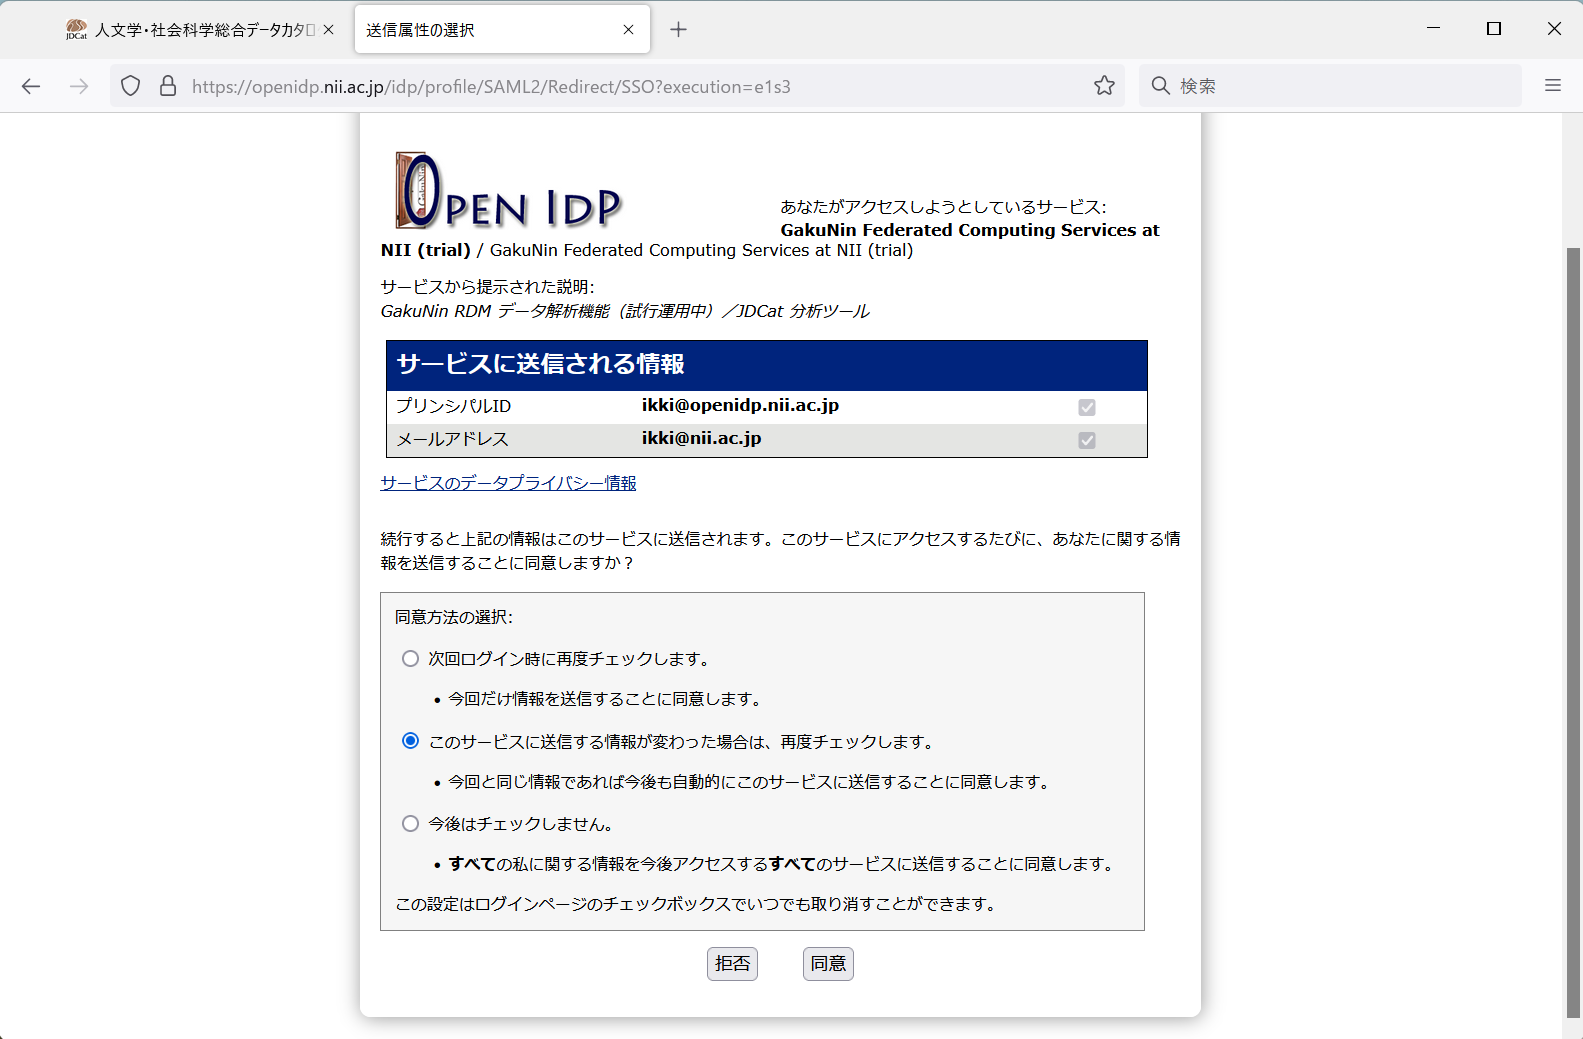 JDCat 人文学・社会科学総合データカタロ
送信属性の選択
https://openidp.nii.ac.jp/idp/profile/SAML2/Redirect/SSO?execution=e1s3
検索
OPEN IDP
あなたがアクセスしようとしているサービス:
GakuNin Federated Computing Services at
NII (trial) / GakuNin Federated Computing Services at NII (trial)
サービスから提示された説明:
GakuNin RDM データ解析機能（試行運用中）／JDCat 分析ツール
サービスに送信される情報
プリンシパルID ikki@openidp.nii.ac.jp
メールアドレス ikki@nii.ac.jp
サービスのデータプライバシー情報
続行すると上記の情報はこのサービスに送信されます。このサービスにアクセスするたびに、あなたに関する情
報を送信することに同意しますか？
同意方法の選択:
次回ログイン時に再度チェックします。
• 今回だけ情報を送信することに同意します。
このサービスに送信する情報が変わった場合は、再度チェックします。
• 今回と同じ情報であれば今後も自動的にこのサービスに送信することに同意します。
今後はチェックしません。
• すべての私に関する情報を今後アクセスするすべてのサービスに送信することに同意します。
この設定はログインページのチェックボックスでいつでも取り消すことができます。
拒否 同意